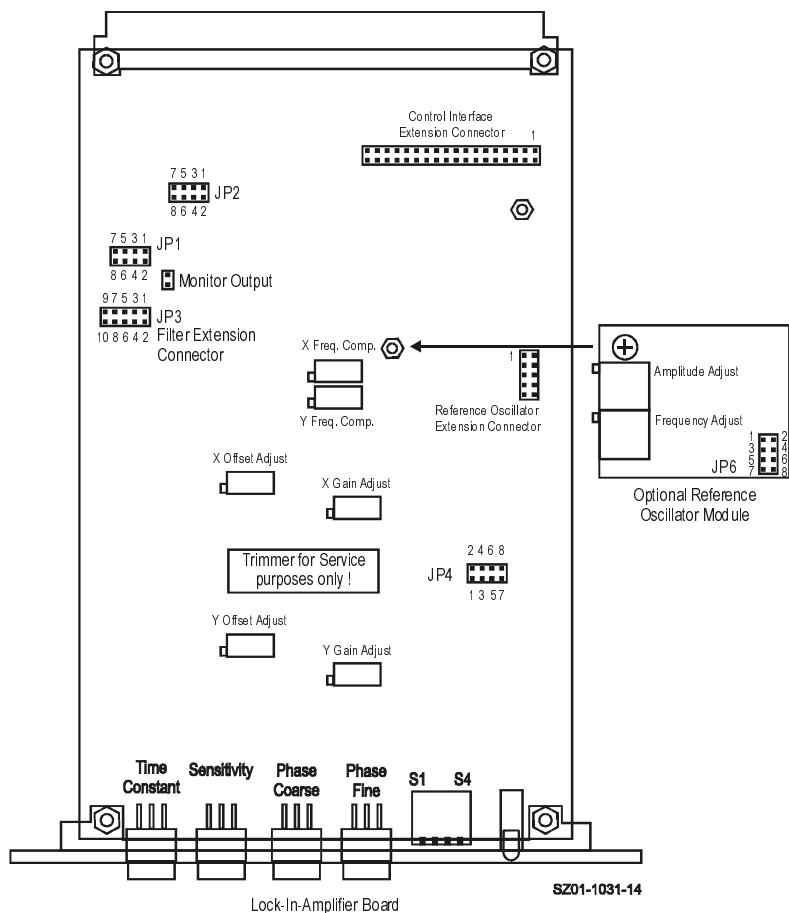 Control Interface
Extension Connector 1
7 5 3 1
JP2
8 6 4 2
7 5 3 1
JP1
8 6 4 2
Monitor Output
9 7 5 3 1
JP3
10 8 6 4 2
Filter Extension
Connector
X Freq. Comp.
Y Freq. Comp.
1
Reference Oscillator
Extension Connector
Amplitude Adjust
Frequency Adjust
1 2
3 4
5 6
7 8
JP6
Optional Reference
Oscillator Module
X Offset Adjust
X Gain Adjust
Trimmer for Service
purposes only !
2 4 6 8
JP4
1 3 5 7
Y Offset Adjust
Y Gain Adjust
Time
Constant
Sensitivity
Phase
Coarse
Phase
Fine
S1 S4
SZ01-1031-14
Lock-In-Amplifier Board